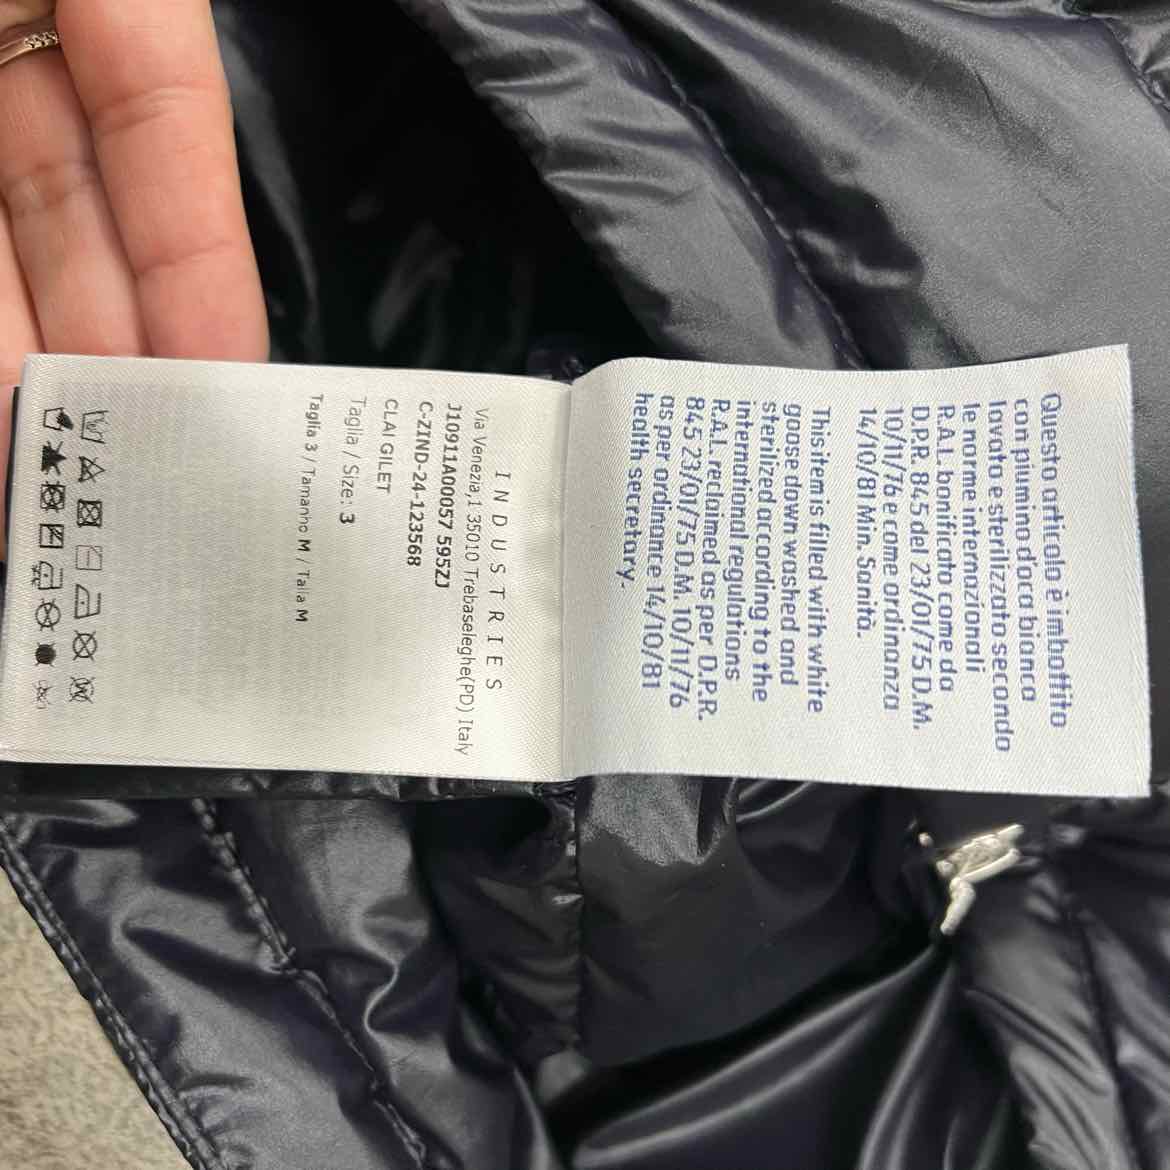 INDUSTRIES
Via Venezia,1 35010 Trebaseleghe(PD) Italy
J10911A00057 595ZJ
C-ZIND-24-123568
CLAI GILET
Taglia / Size: 3
Taglia 3 / Tamanho M / Talla M
Questo articolo è imbottito
con piumino d'oca bianca
lavato e sterilizzato secondo
le norme internazionali
R.A.L. bonificato come da
D.P.R. 845 del 23/01/75 D.M.
10/11/76 e come ordinanza
14/10/81 Min. Sanità.
This item is filled with white
goose down washed and
sterilized according to the
international regulations
R.A.L. reclaimed as per D.P.R.
845 23/01/75 D.M. 10/11/76
as per ordinance 14/10/81
health secretary.